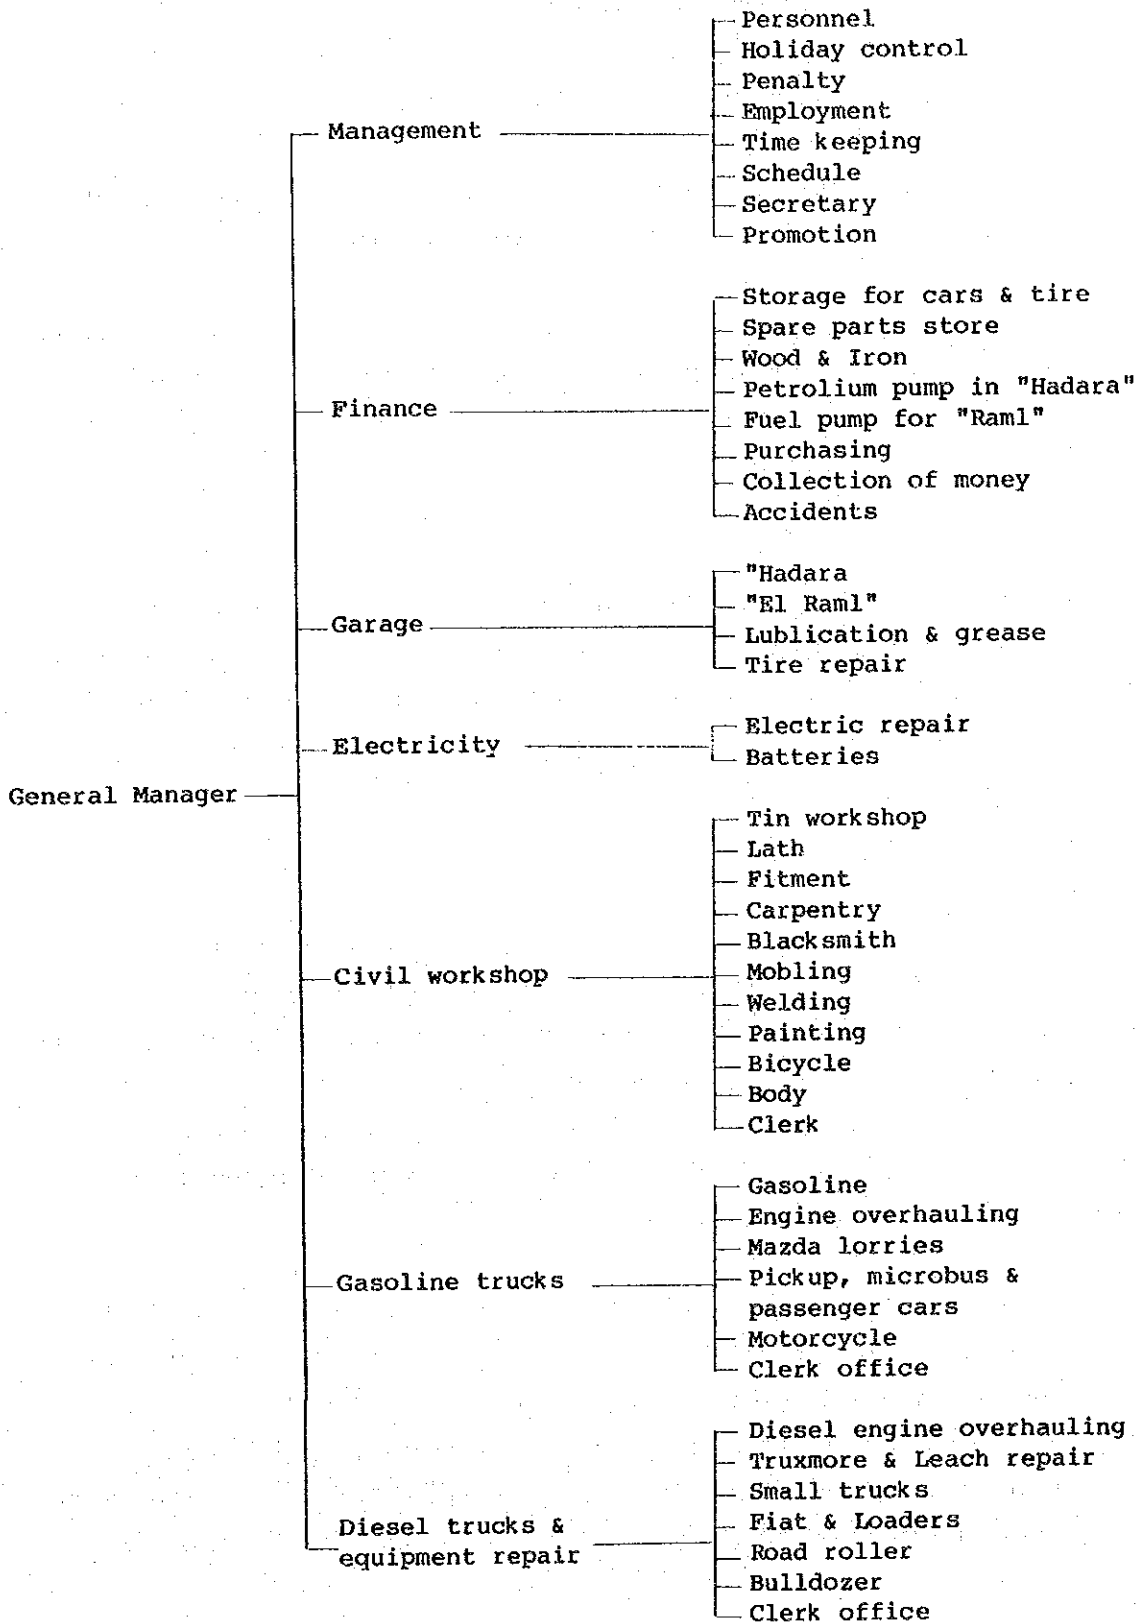 Personnel
Holiday control
Penalty
Employment
Management
Time keeping
Schedule
Secretary
Promotion
Storage for cars & tire
Spare parts store
Wood & Iron
Petrolium pump in "Hadara"
Finance
Fuel pump for "Raml"
Purchasing
Collection of money
Accidents
"Hadara
"El Raml"
Garage
Lublication & grease
Tire repair
Electric repair
Electricity
Batteries
General Manager
Tin workshop
Lath
Fitment
Carpentry
Blacksmith
Civil workshop
Mobling
Welding
Painting
Bicycle
Body
Clerk
Gasoline
Engine overhauling
Mazda lorries
Gasoline trucks
Pickup, microbus &
passenger cars
Motorcycle
Clerk office
Diesel engine overhauling
Truxmore & Leach repair
Small trucks
Diesel trucks &
equipment repair
Fiat & Loaders
Road roller
Bulldozer
Clerk office